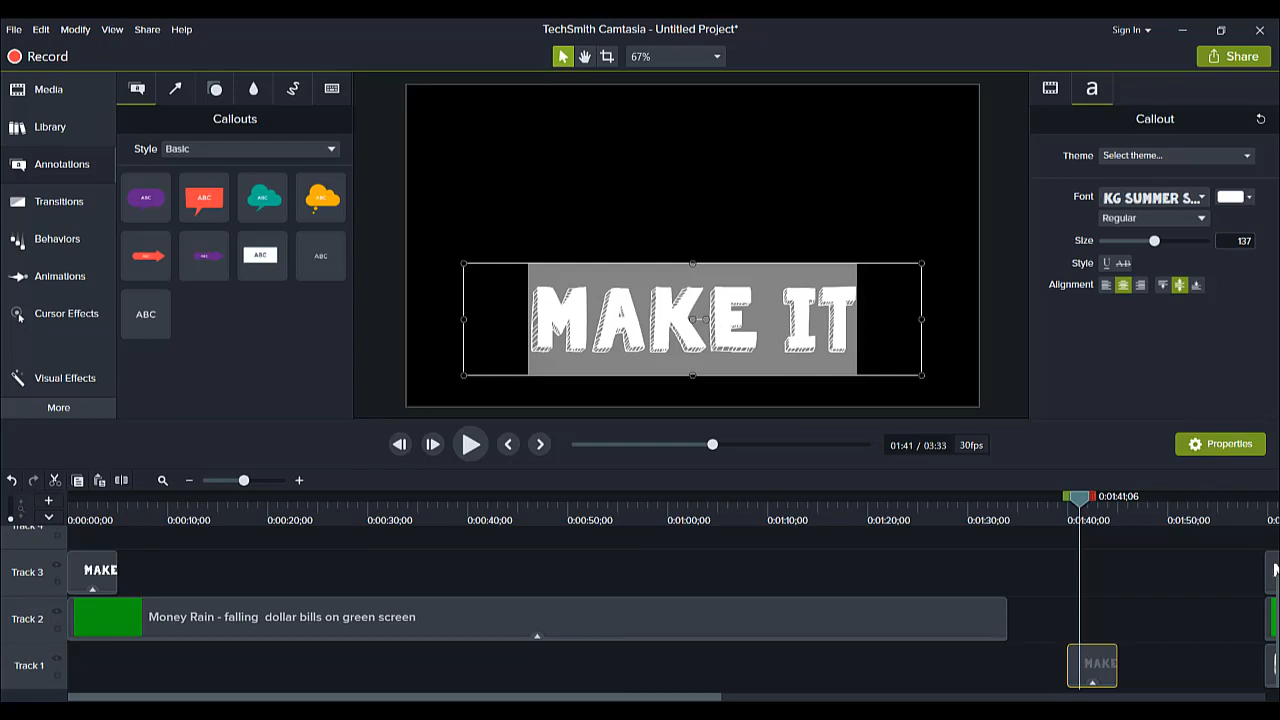 File Edit Modify View Share Help
TechSmith Camtasia - Untitled Project*
Sign In
Record
67%
Share
Media
Library
Annotations
Transitions
Behaviors
Animations
Cursor Effects
Visual Effects
More
Callouts
Style Basic
ABC ABC ABC ABC
ABC ABC ABC ABC
ABC
MAKE IT
a
Callout
Theme Select theme...
Font KG SUMMER S...
Regular
Size 137
Style U AB
Alignment
01:41 / 03:33 30fps
Properties
0:01:41;06
0:00:00;00 0:00:10;00 0:00:20;00 0:00:30;00 0:00:40;00 0:00:50;00 0:01:00;00 0:01:10;00 0:01:20;00 0:01:30;00 0:01:40;00 0:01:50;00
Track 4
Track 3 MAKE
Track 2 Money Rain - falling dollar bills on green screen
Track 1 MAKE